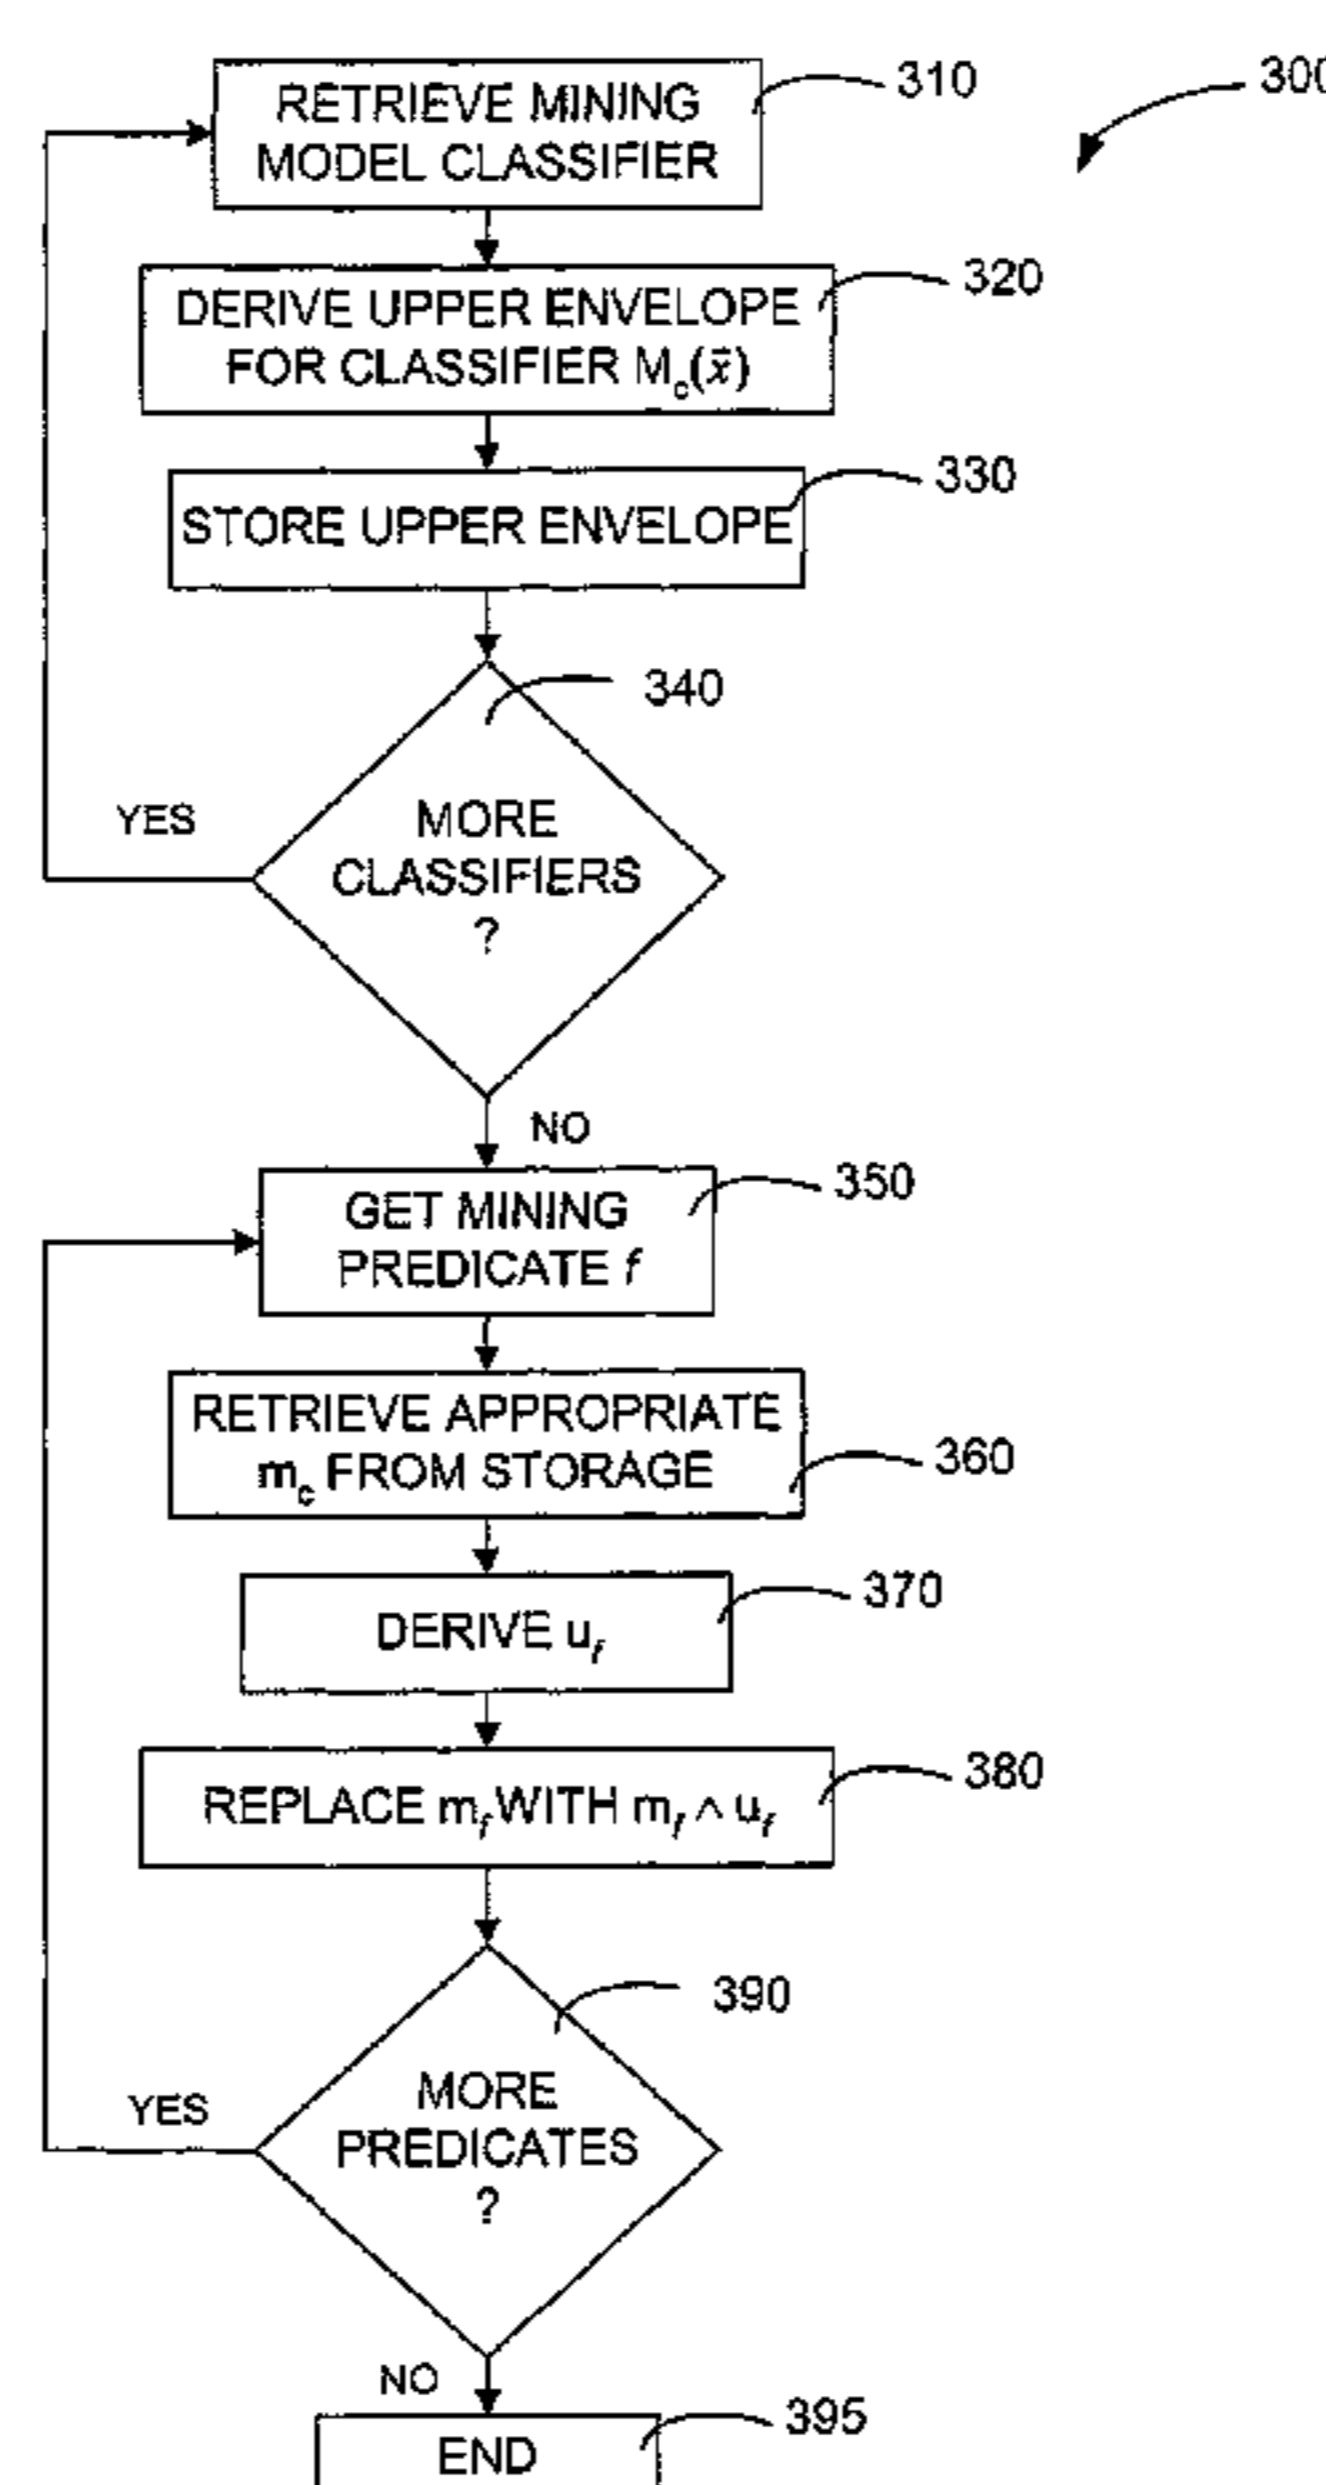 RETRIEVE MINING
MODEL CLASSIFIER
310
300
DERIVE UPPER ENVELOPE
FOR CLASSIFIER M_c(x̄)
320
STORE UPPER ENVELOPE
330
340
MORE
CLASSIFIERS
?
YES
NO
GET MINING
PREDICATE f
350
RETRIEVE APPROPRIATE
m_c FROM STORAGE
360
DERIVE u_f
370
REPLACE m_f WITH m_f ∧ u_f
380
390
MORE
PREDICATES
?
YES
NO
END
395